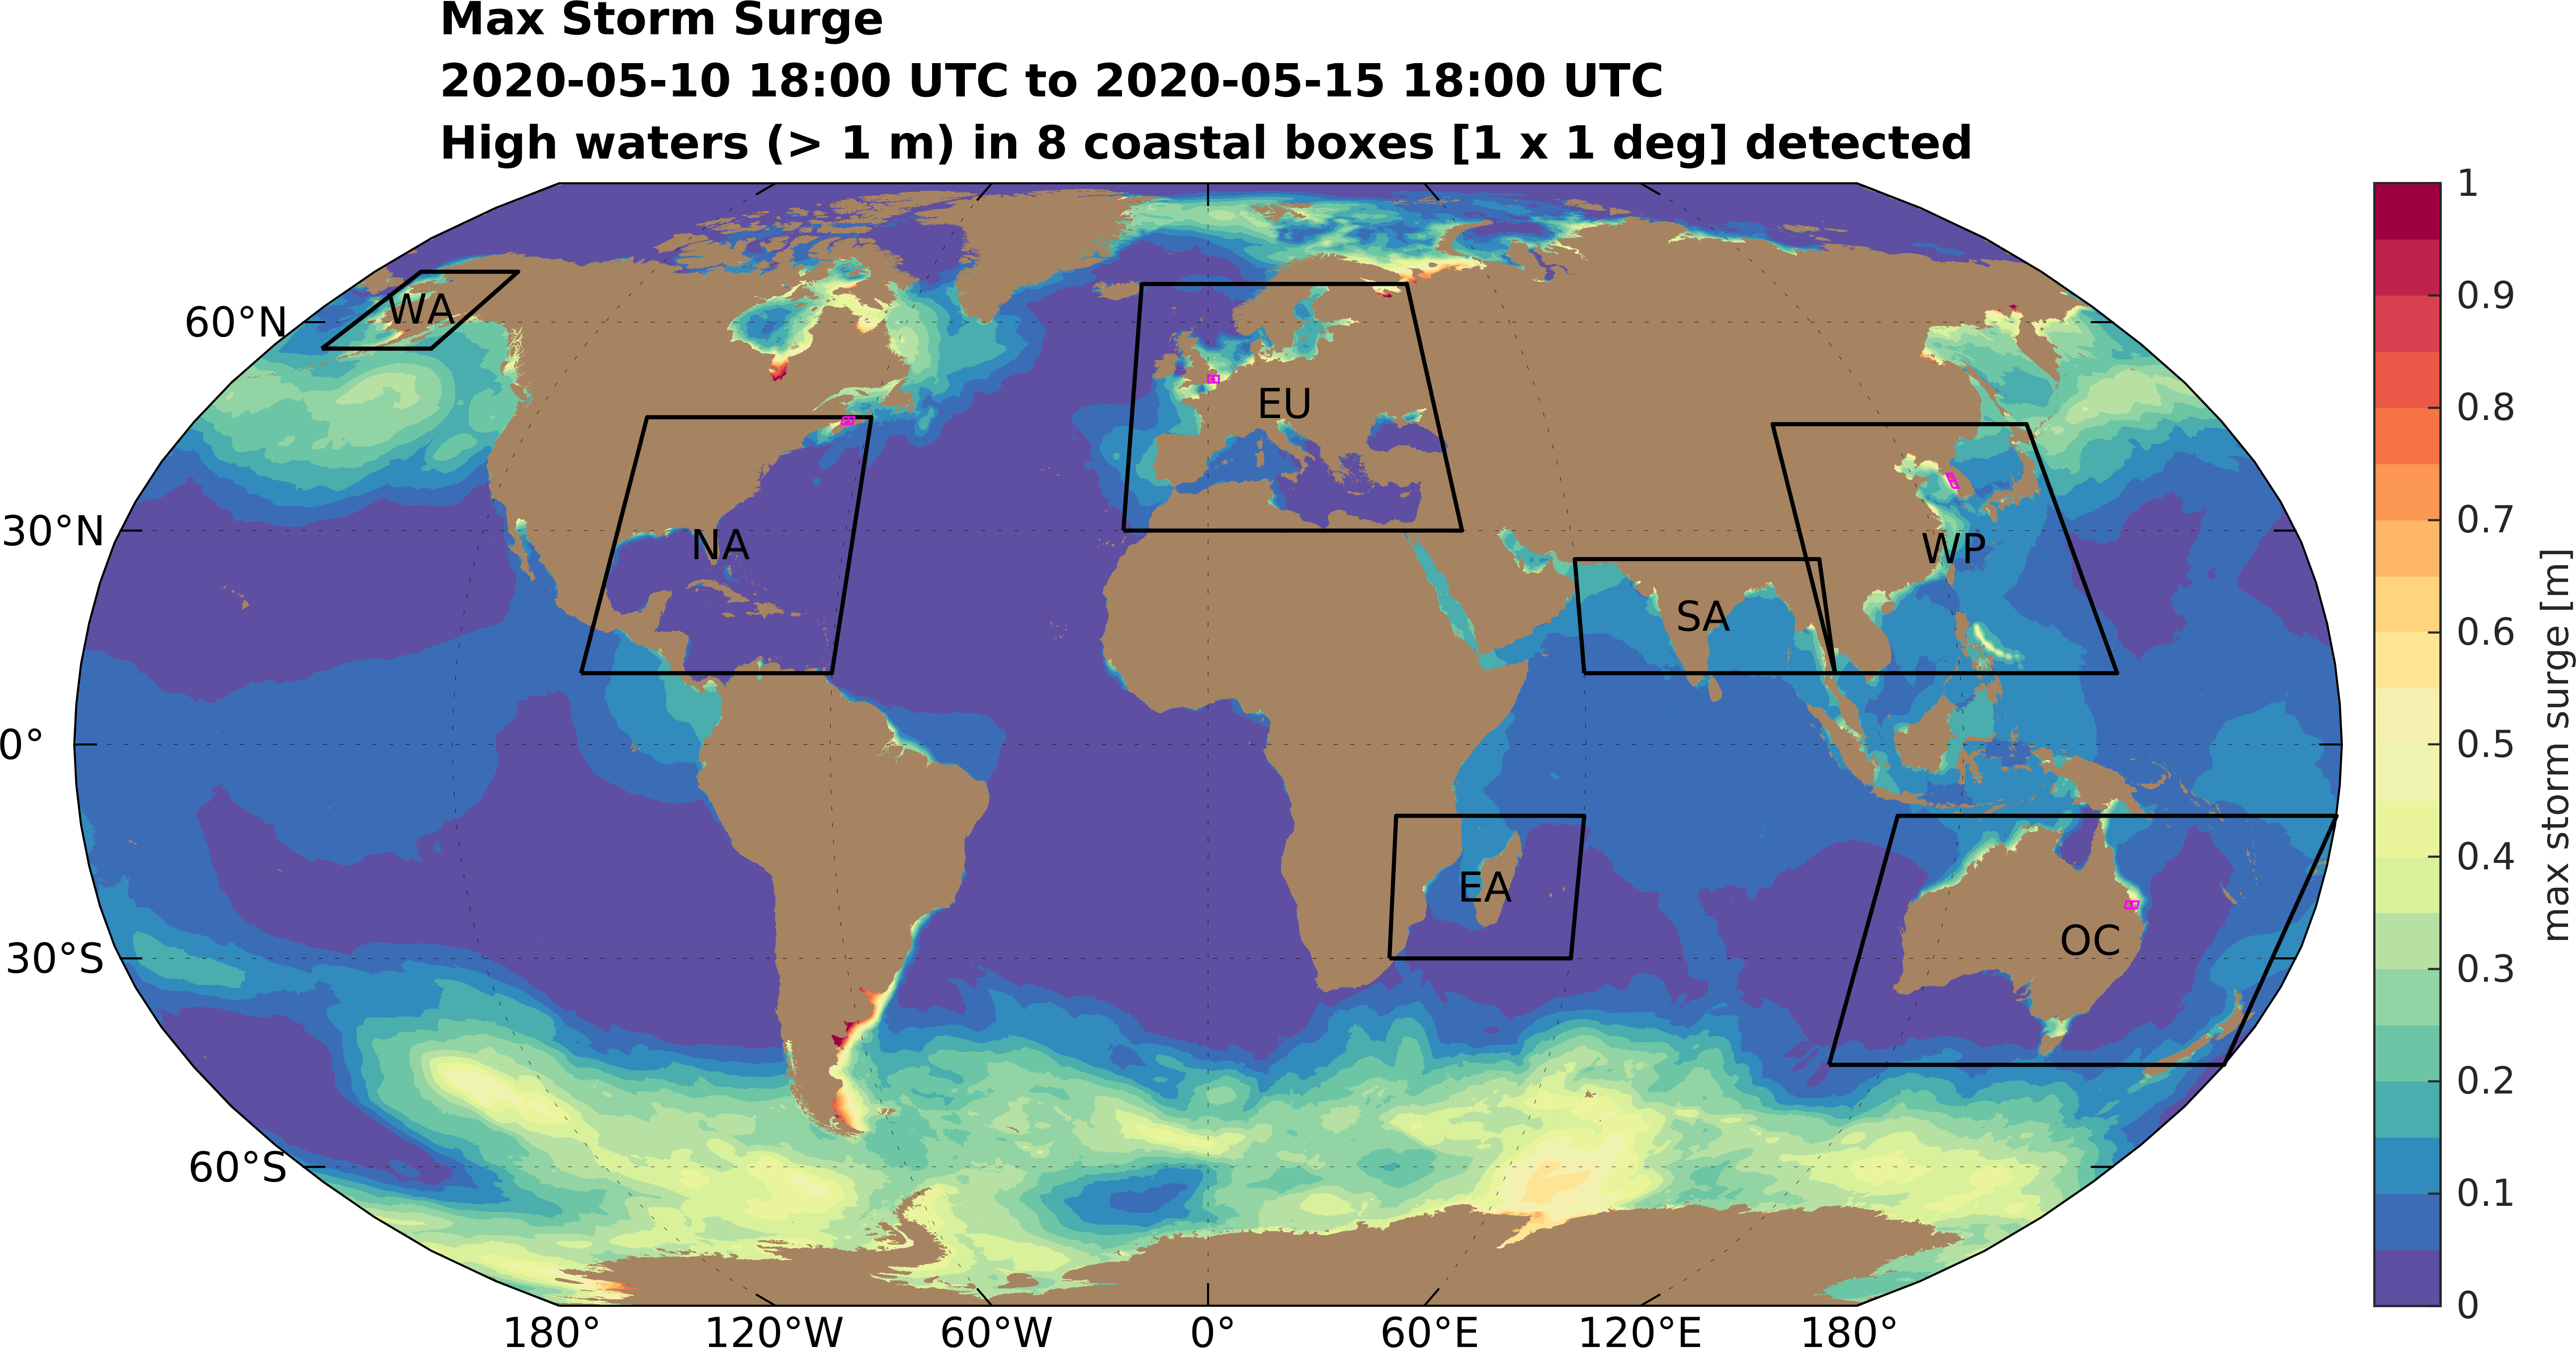 Max Storm Surge
2020-05-10 18:00 UTC to 2020-05-15 18:00 UTC
High waters (> 1 m) in 8 coastal boxes [1 x 1 deg] detected
1
0.9
0.8
0.7
0.6
0.5
0.4
0.3
0.2
0.1
0
max storm surge [m]
60°N
30°N
0°
30°S
60°S
WA
EU
NA
WP
SA
EA
OC
180°
120°W
60°W
0°
60°E
120°E
180°